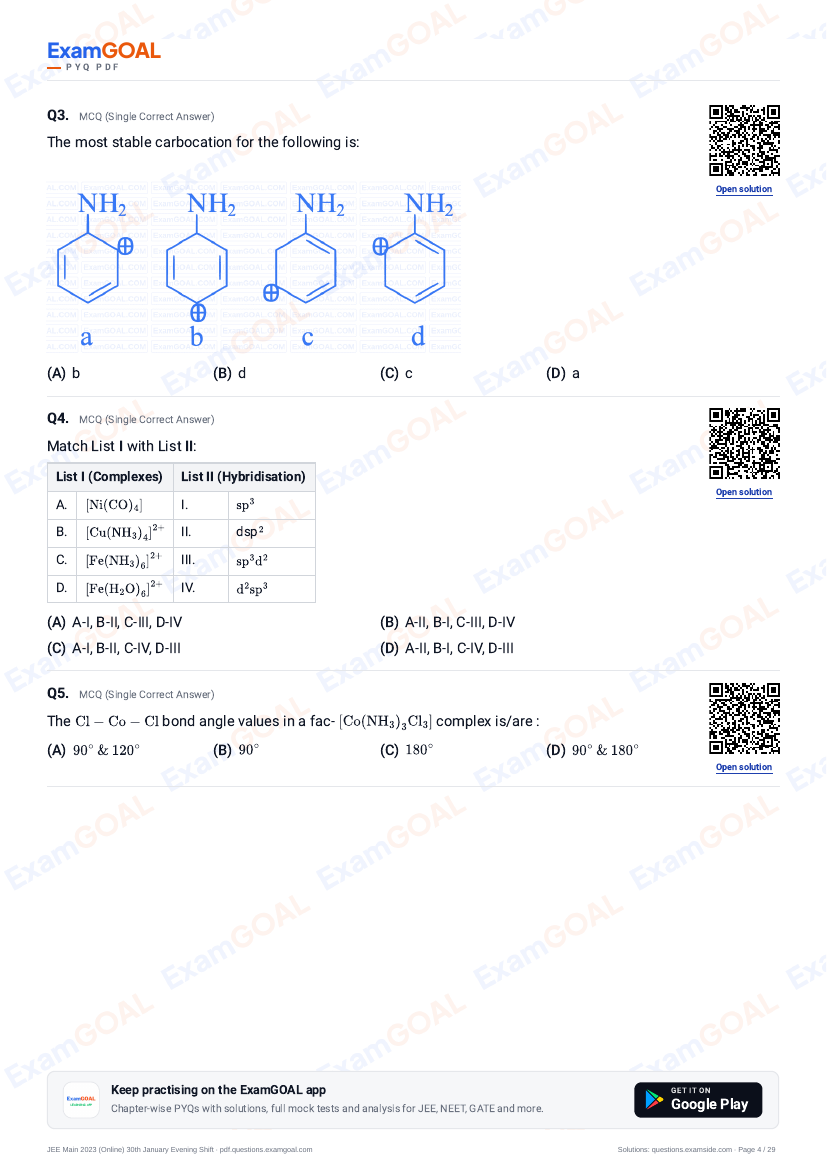 ExamGOAL
PYQ PDF
Q3. MCQ (Single Correct Answer)
The most stable carbocation for the following is:
Open solution
NH₂ NH₂ NH₂ NH₂
⊕ ⊕ ⊕ ⊕
a b c d
(A) b (B) d (C) c (D) a
Q4. MCQ (Single Correct Answer)
Match List I with List II:
Open solution
List I (Complexes) List II (Hybridisation)
A. [Ni(CO)₄] I. sp³
B. [Cu(NH₃)₄]²⁺ II. dsp²
C. [Fe(NH₃)₆]²⁺ III. sp³d²
D. [Fe(H₂O)₆]²⁺ IV. d²sp³
(A) A-I, B-II, C-III, D-IV (B) A-II, B-I, C-III, D-IV
(C) A-I, B-II, C-IV, D-III (D) A-II, B-I, C-IV, D-III
Q5. MCQ (Single Correct Answer)
The Cl − Co − Cl bond angle values in a fac- [Co(NH₃)₃Cl₃] complex is/are :
(A) 90° & 120° (B) 90° (C) 180° (D) 90° & 180°
Open solution
Keep practising on the ExamGOAL app
Chapter-wise PYQs with solutions, full mock tests and analysis for JEE, NEET, GATE and more.
GET IT ON
Google Play
JEE Main 2023 (Online) 30th January Evening Shift · pdf.questions.examgoal.com
Solutions: questions.examside.com · Page 4 / 29